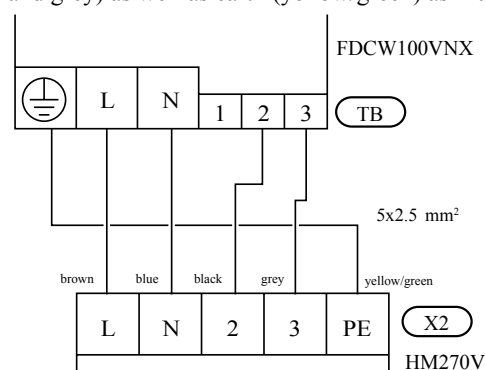 and grey) as well as earth (yellow/green) as
FDCW100VNX
L N 1 2 3 TB
5x2.5 mm²
brown blue black grey yellow/green
L N 2 3 PE X2
HM270V